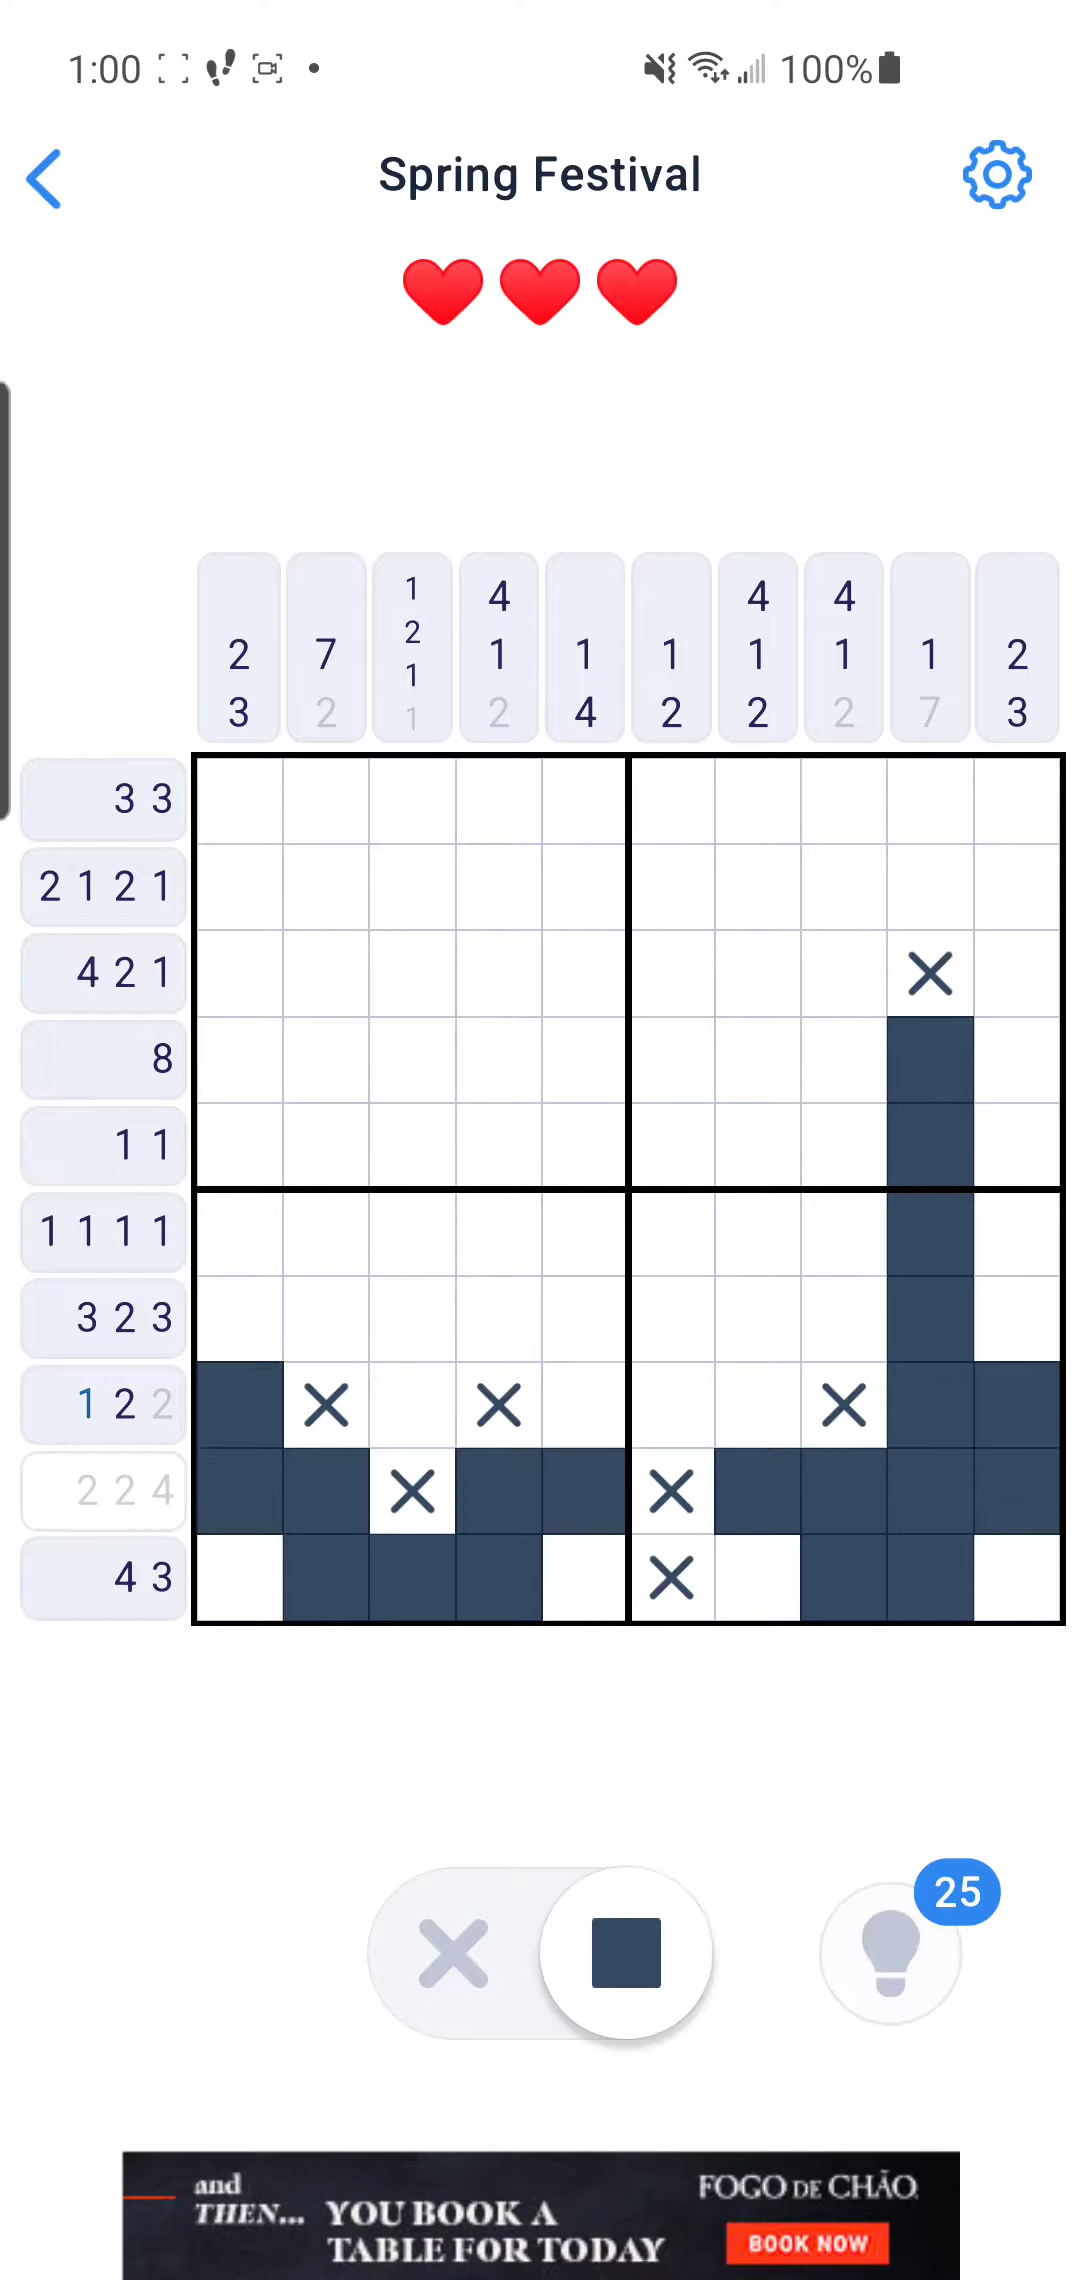 1:00 100%
Spring Festival
2 3
7 2
1 2 1 1
4 1 2
1 4
1 2
4 1 2
4 1 2
1 7
2 3
3 3
2 1 2 1
4 2 1
8
1 1
1 1 1 1
3 2 3
1 2 2
2 2 4
4 3
25
and
THEN...
YOU BOOK A
TABLE FOR TODAY
FOGO DE CHÃO
BOOK NOW